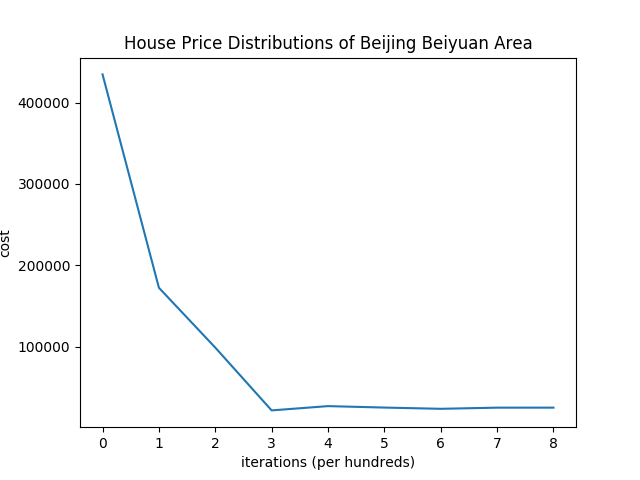 House Price Distributions of Beijing Beiyuan Area
400000
300000
200000
100000
cost
0 1 2 3 4 5 6 7 8
iterations (per hundreds)